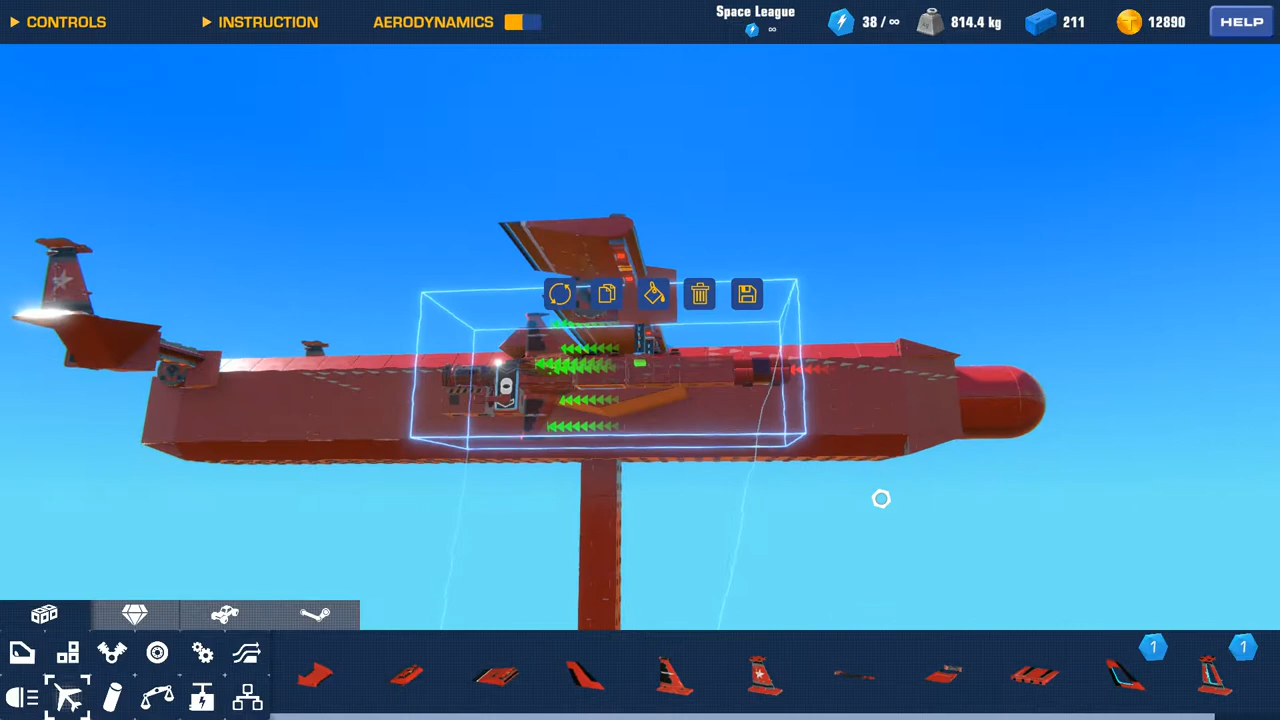 CONTROLS
INSTRUCTION
AERODYNAMICS
Space League
∞
38 / ∞
814.4 kg
211
12890
HELP
1
1